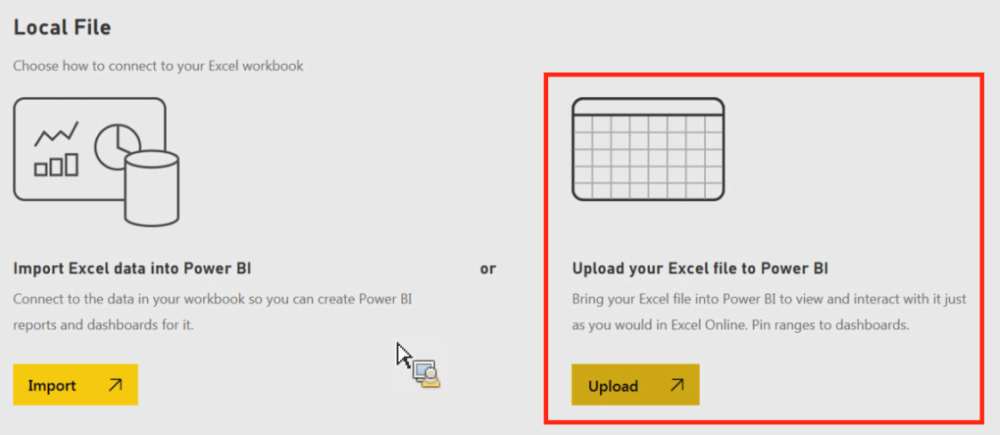 Local File
Choose how to connect to your Excel workbook
Import Excel data into Power BI
Connect to the data in your workbook so you can create Power BI
reports and dashboards for it.
Import
or
Upload your Excel file to Power BI
Bring your Excel file into Power BI to view and interact with it just
as you would in Excel Online. Pin ranges to dashboards.
Upload